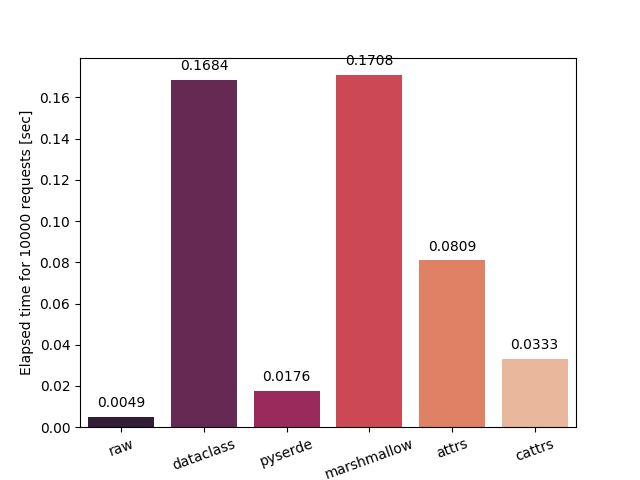 Elapsed time for 10000 requests [sec]
0.16
0.14
0.12
0.10
0.08
0.06
0.04
0.02
0.00
0.0049
0.1684
0.0176
0.1708
0.0809
0.0333
raw
dataclass
pyserde
marshmallow
attrs
cattrs